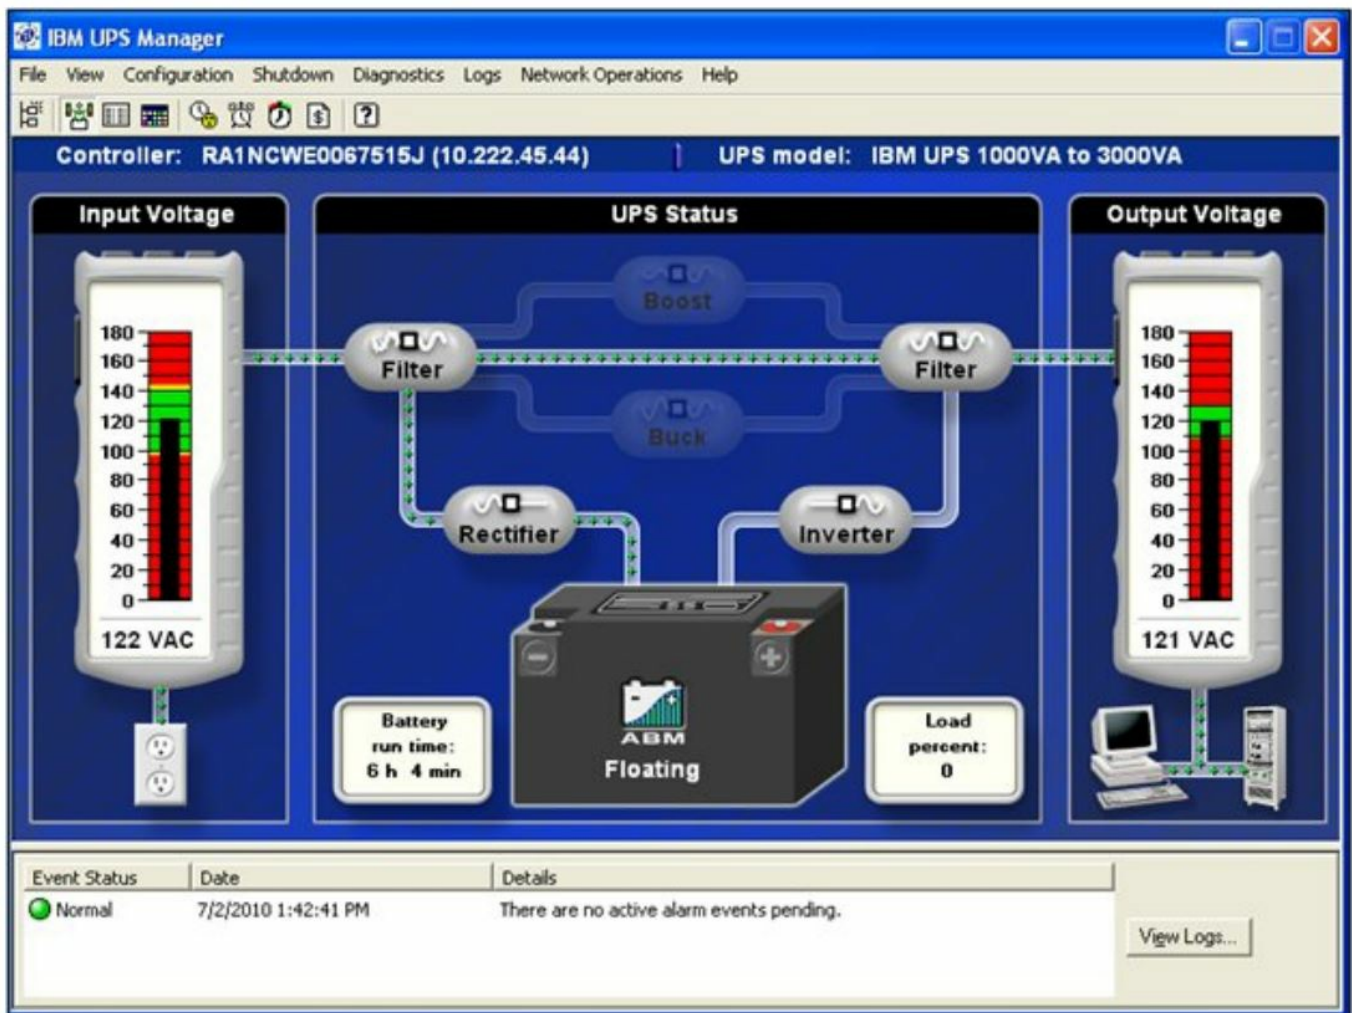 IBM UPS Manager
File View Configuration Shutdown Diagnostics Logs Network Operations Help
Controller: RA1NCWE0067515J (10.222.45.44) UPS model: IBM UPS 1000VA to 3000VA
Input Voltage
180
160
140
120
100
80
60
40
20
0
122 VAC
UPS Status
Boost
Filter
Filter
Buck
Rectifier
Inverter
Battery
run time:
6 h 4 min
ABM
Floating
Load
percent:
0
Output Voltage
180
160
140
120
100
80
60
40
20
0
121 VAC
Event Status Date Details
Normal 7/2/2010 1:42:41 PM There are no active alarm events pending.
View Logs...